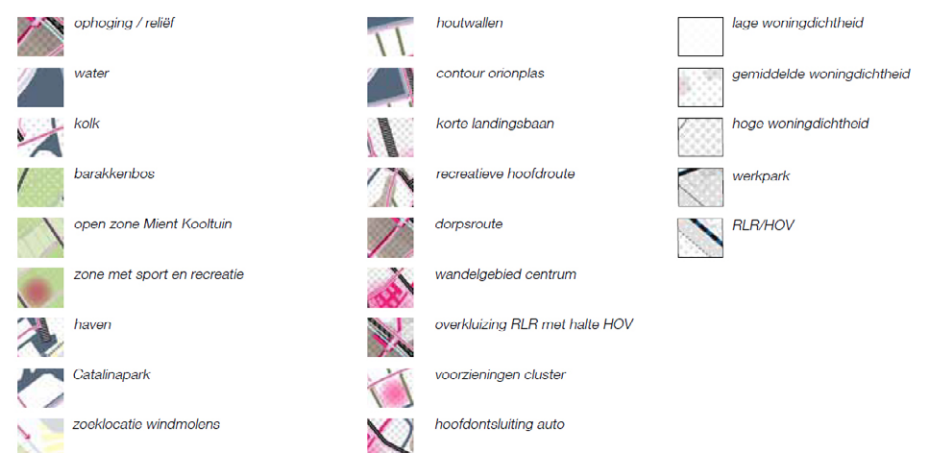 ophoging / reliëf
water
kolk
barakkenbos
open zone Mient Kooltuin
zone met sport en recreatie
haven
Catalinapark
zoeklocatie windmolens
houtwallen
contour orionplas
korte landingsbaan
recreatieve hoofdroute
dorpsroute
wandelgebied centrum
overkluizing RLR met halte HOV
voorzieningen cluster
hoofdontsluiting auto
lage woningdichtheid
gemiddelde woningdichtheid
hoge woningdichtheid
werkpark
RLR/HOV